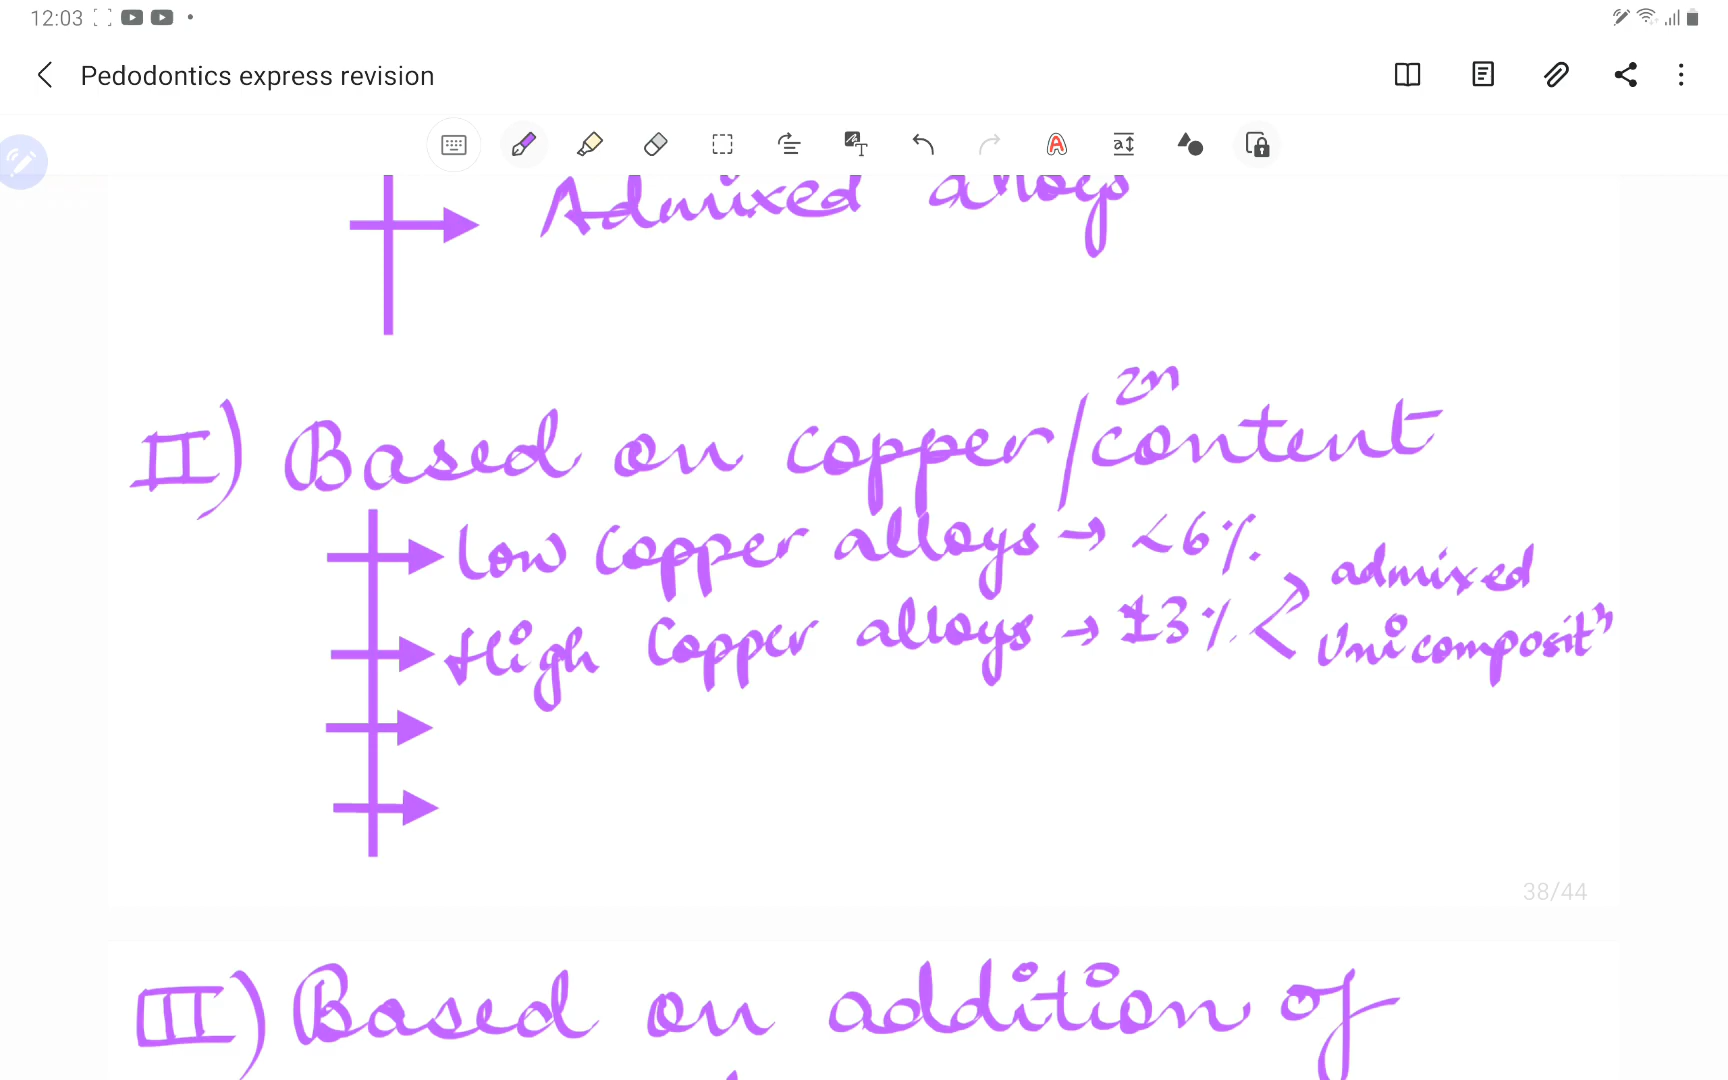 12:03
Pedodontics express revision
Admixed alloys
II) Based on copper/content
Zn
Low Copper alloys → <6%.
High Copper alloys → 13%. < admixed
Unicomposit"
38/44
III) Based on addition of